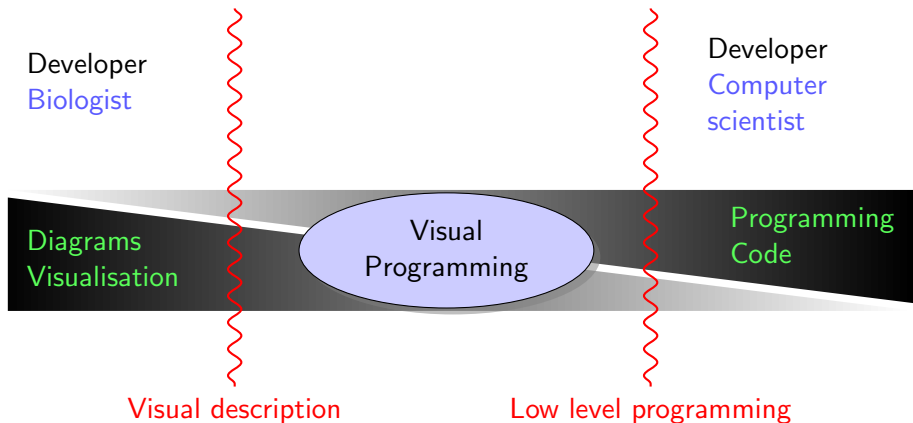 Developer
Biologist
Developer
Computer
scientist
Diagrams
Visualisation
Visual
Programming
Programming
Code
Visual description
Low level programming